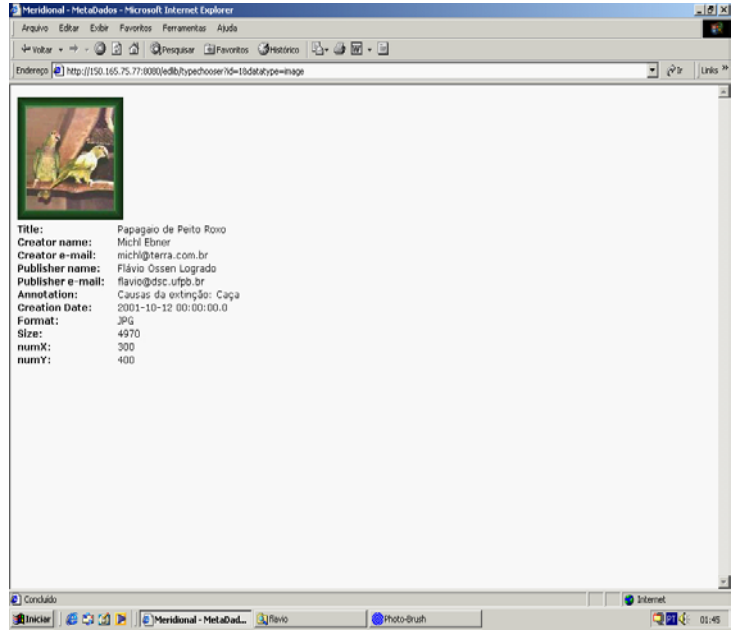 Meridional - MetaDados - Microsoft Internet Explorer
Arquivo Editar Exibir Favoritos Ferramentas Ajuda
Voltar Pesquisar Favoritos Histórico
Endereço http://150.165.75.77:8080/edlib/typechooser?id=1&datatype=image Ir Links »
Title: Papagaio de Peito Roxo
Creator name: Michl Ebner
Creator e-mail: michl@terra.com.br
Publisher name: Flávio Ossen Logrado
Publisher e-mail: flavio@dsc.ufpb.br
Annotation: Causas da extinção: Caça
Creation Date: 2001-10-12 00:00:00.0
Format: JPG
Size: 4970
numX: 300
numY: 400
Concluído Internet
Iniciar Meridional - MetaDad... flavio Photo-Brush PT 01:45